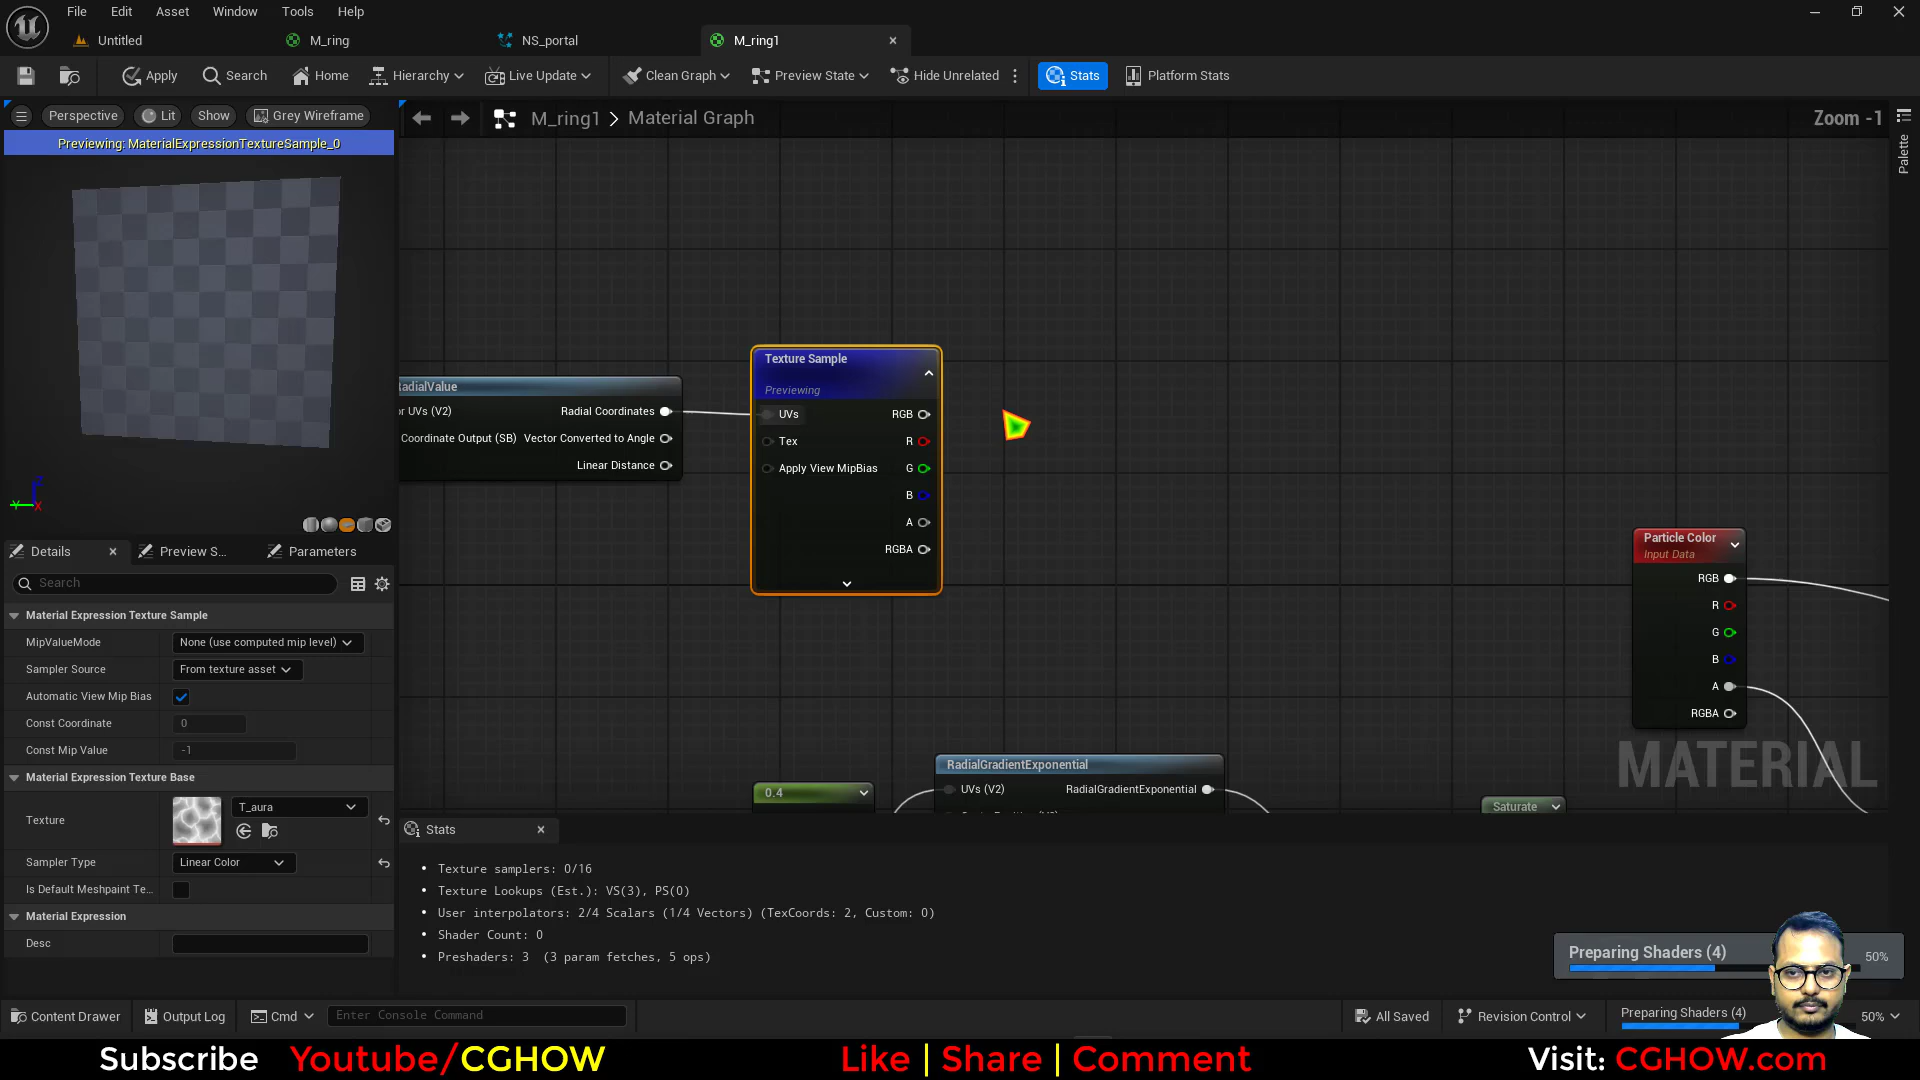 File Edit Asset Window Tools Help
Untitled M_ring NS_portal M_ring1
Apply Search Home Hierarchy Live Update Clean Graph Preview State Hide Unrelated Stats Platform Stats
Perspective Lit Show Grey Wireframe
M_ring1 > Material Graph
Zoom -1
Palette
Previewing: MaterialExpressionTextureSample_0
Texture Sample
Previewing
UVs RGB
Tex R
Apply View MipBias G
B
A
RGBA
RadialValue
or UVs (V2) Radial Coordinates
Coordinate Output (SB) Vector Converted to Angle
Linear Distance
Particle Color
Input Data
RGB
R
G
B
A
RGBA
MATERIAL
RadialGradientExponential
UVs (V2) RadialGradientExponential
0.4
Saturate
Details Preview S... Parameters
Search
Material Expression Texture Sample
MipValueMode None (use computed mip level)
Sampler Source From texture asset
Automatic View Mip Bias
Const Coordinate 0
Const Mip Value -1
Material Expression Texture Base
Texture T_aura
Sampler Type Linear Color
Is Default Meshpaint Te...
Material Expression
Desc
Stats
• Texture samplers: 0/16
• Texture Lookups (Est.): VS(3), PS(0)
• User interpolators: 2/4 Scalars (1/4 Vectors) (TexCoords: 2, Custom: 0)
• Shader Count: 0
• Preshaders: 3 (3 param fetches, 5 ops)
Preparing Shaders (4) 50%
Content Drawer Output Log Cmd Enter Console Command All Saved Revision Control Preparing Shaders (4) 50%
Subscribe Youtube/CGHOW Like | Share | Comment Visit: CGHOW.com